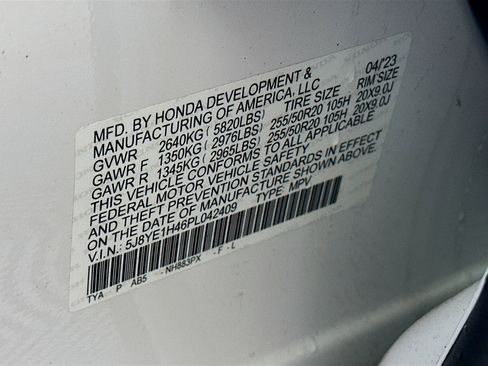 MFD. BY HONDA DEVELOPMENT & 04/23
MANUFACTURING OF AMERICA, LLC
TIRE SIZE RIM SIZE
GVWR 2640KG ( 5820LBS)
GAWR F 1350KG ( 2976LBS) 255/50R20 105H 20X9.0J
GAWR R 1345KG ( 2965LBS) 255/50R20 105H 20X9.0J
THIS VEHICLE CONFORMS TO ALL APPLICABLE
FEDERAL MOTOR VEHICLE SAFETY
AND THEFT PREVENTION STANDARDS IN EFFECT
ON THE DATE OF MANUFACTURE SHOWN ABOVE.
V.I.N.: 5J8YE1H46PL042409 TYPE: MPV
TYA P AB5 - NH883PX - F - L